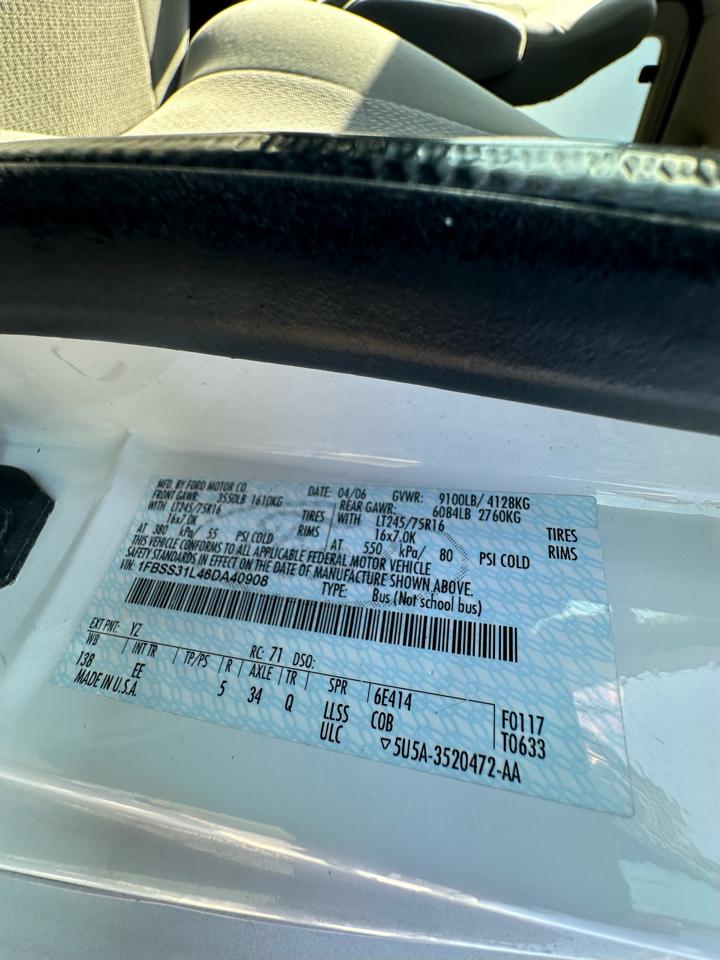 MFD. BY FORD MOTOR CO.
DATE: 04/06 GVWR: 9100LB/ 4128KG
FRONT GAWR: 3550LB 1610KG REAR GAWR: 6084LB 2760KG
WITH LT245/75R16 TIRES WITH LT245/75R16 TIRES
16x7.0K RIMS 16x7.0K RIMS
AT 380 kPa/ 55 PSI COLD AT 550 kPa/ 80 PSI COLD
THIS VEHICLE CONFORMS TO ALL APPLICABLE FEDERAL MOTOR VEHICLE
SAFETY STANDARDS IN EFFECT ON THE DATE OF MANUFACTURE SHOWN ABOVE.
VIN: 1FBSS31L46DA40908 TYPE: Bus (Not school bus)
EXT PNT: YZ RC: 71 DSO:
WB INT TR TP/PS R AXLE TR SPR 6E414 F0117
138 EE 5 34 Q LLSS COB T0633
MADE IN U.S.A. ULC ▽5U5A-3520472-AA